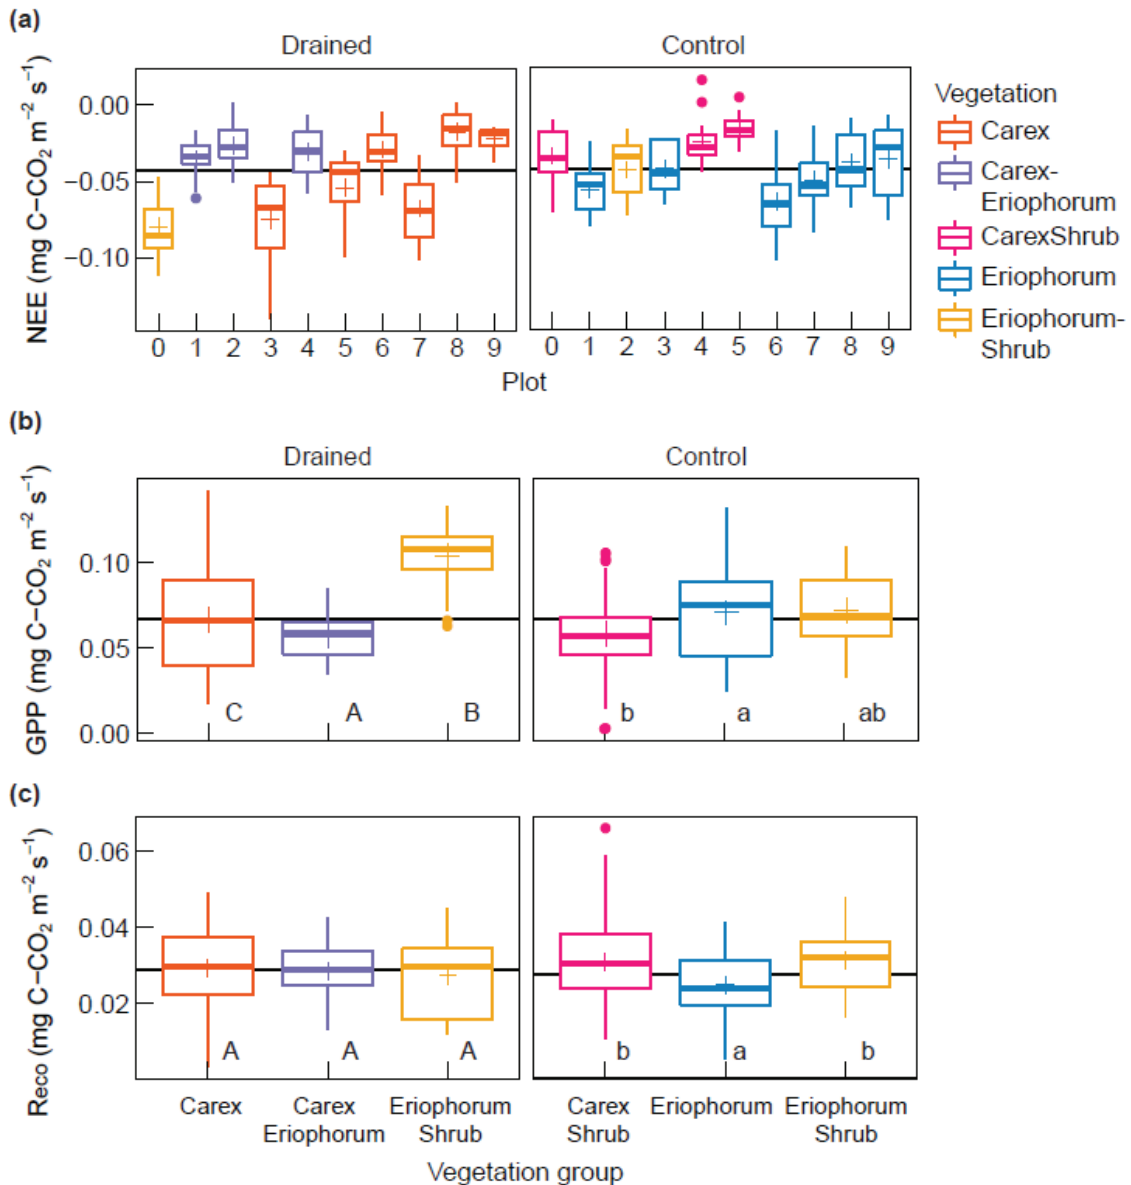 (a)
Drained Control
NEE (mg C−CO₂ m⁻² s⁻¹)
0.00
−0.05
−0.10
0 1 2 3 4 5 6 7 8 9 0 1 2 3 4 5 6 7 8 9
Plot
Vegetation
Carex
Carex-
Eriophorum
CarexShrub
Eriophorum
Eriophorum-
Shrub
(b)
Drained Control
GPP (mg C−CO₂ m⁻² s⁻¹)
0.10
0.05
0.00
C A B b a ab
(c)
Reco (mg C−CO₂ m⁻² s⁻¹)
0.06
0.04
0.02
A A A b a b
Carex Carex Eriophorum Carex Eriophorum Eriophorum
Eriophorum Shrub Shrub Shrub
Vegetation group